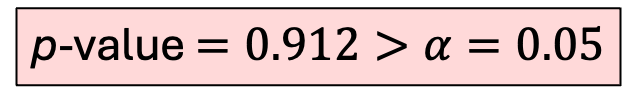 p-value = 0.912 > α = 0.05